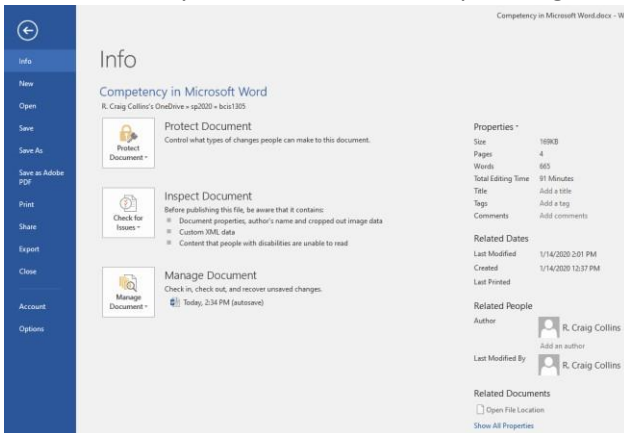 Competency in Microsoft Word.docx - W
Info
New
Open
Save
Save As
Save as Adobe
PDF
Print
Share
Export
Close
Account
Options
Info
Competency in Microsoft Word
R. Craig Collins's OneDrive » sp2020 » bcis1305
Protect
Document
Protect Document
Control what types of changes people can make to this document.
Check for
Issues
Inspect Document
Before publishing this file, be aware that it contains:
Document properties, author's name and cropped out image data
Custom XML data
Content that people with disabilities are unable to read
Manage
Document
Manage Document
Check in, check out, and recover unsaved changes.
Today, 2:34 PM (autosave)
Properties
Size 169KB
Pages 4
Words 665
Total Editing Time 91 Minutes
Title Add a title
Tags Add a tag
Comments Add comments
Related Dates
Last Modified 1/14/2020 2:01 PM
Created 1/14/2020 12:37 PM
Last Printed
Related People
Author R. Craig Collins
Add an author
Last Modified By R. Craig Collins
Related Documents
Open File Location
Show All Properties